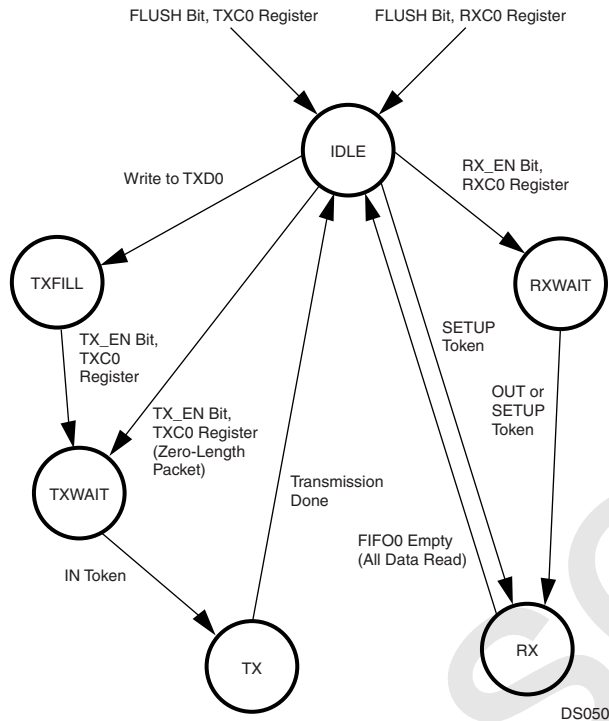 FLUSH Bit, TXC0 Register
FLUSH Bit, RXC0 Register
IDLE
Write to TXD0
RX_EN Bit,
RXC0 Register
TXFILL
RXWAIT
TX_EN Bit,
TXC0
Register
SETUP
Token
OUT or
SETUP
Token
TX_EN Bit,
TXC0 Register
(Zero-Length
Packet)
TXWAIT
Transmission
Done
FIFO0 Empty
(All Data Read)
IN Token
TX
RX
DS050